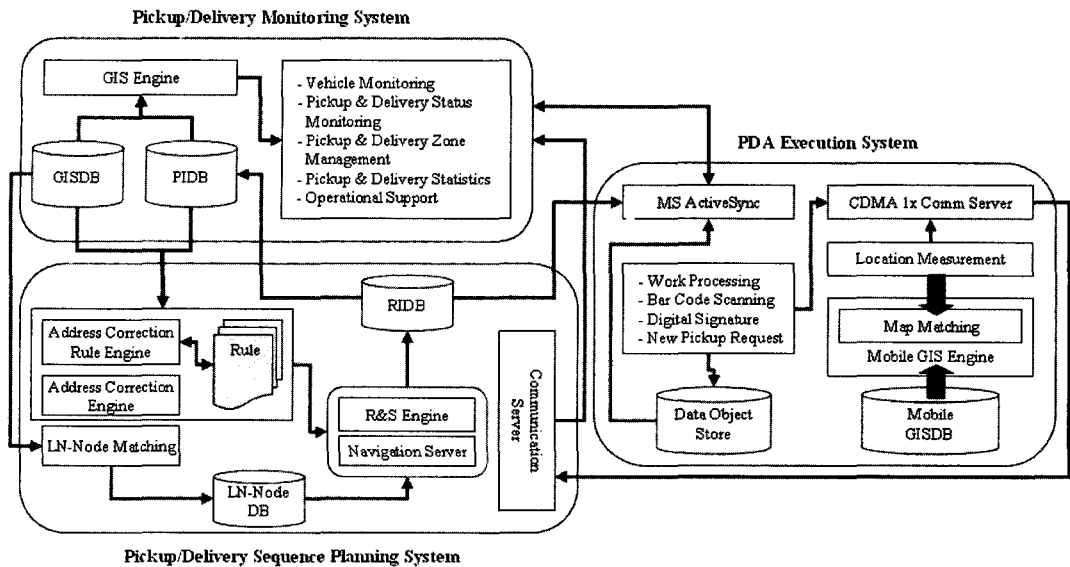 Pickup/Delivery Monitoring System
GIS Engine
- Vehicle Monitoring
- Pickup & Delivery Status
Monitoring
- Pickup & Delivery Zone
Management
- Pickup & Delivery Statistics
- Operational Support
GISDB
PIDB
PDA Execution System
MS ActiveSync
CDMA 1x Comm Server
Location Measurement
- Work Processing
- Bar Code Scanning
- Digital Signature
- New Pickup Request
Map Matching
Mobile GIS Engine
Data Object
Store
Mobile
GISDB
RIDB
Address Correction
Rule Engine
Rule
Address Correction
Engine
R&S Engine
Navigation Server
Communication
Server
LN-Node Matching
LN-Node
DB
Pickup/Delivery Sequence Planning System